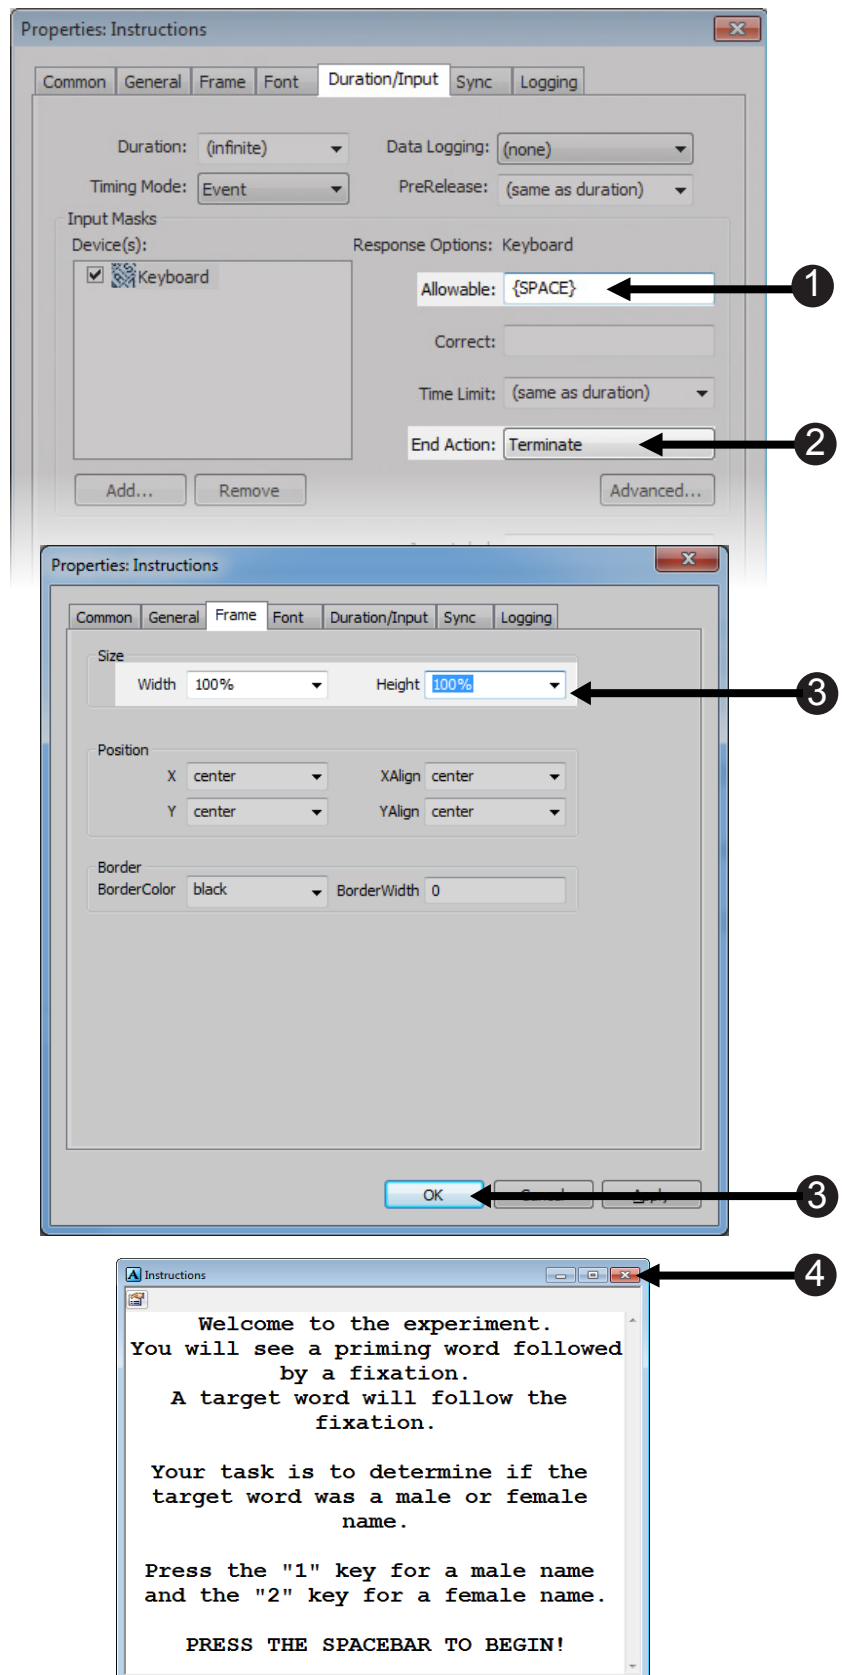 Properties: Instructions
Common General Frame Font Duration/Input Sync Logging
Duration: (infinite) Data Logging: (none)
Timing Mode: Event PreRelease: (same as duration)
Input Masks
Device(s): Response Options: Keyboard
Keyboard
Allowable: {SPACE} 1
Correct:
Time Limit: (same as duration)
End Action: Terminate 2
Add... Remove Advanced...
Properties: Instructions
Common General Frame Font Duration/Input Sync Logging
Size
Width 100% Height 100% 3
Position
X center XAlign center
Y center YAlign center
Border
BorderColor black BorderWidth 0
OK Cancel Apply 3
Instructions 4
Welcome to the experiment.
You will see a priming word followed
by a fixation.
A target word will follow the
fixation.
Your task is to determine if the
target word was a male or female
name.
Press the "1" key for a male name
and the "2" key for a female name.
PRESS THE SPACEBAR TO BEGIN!